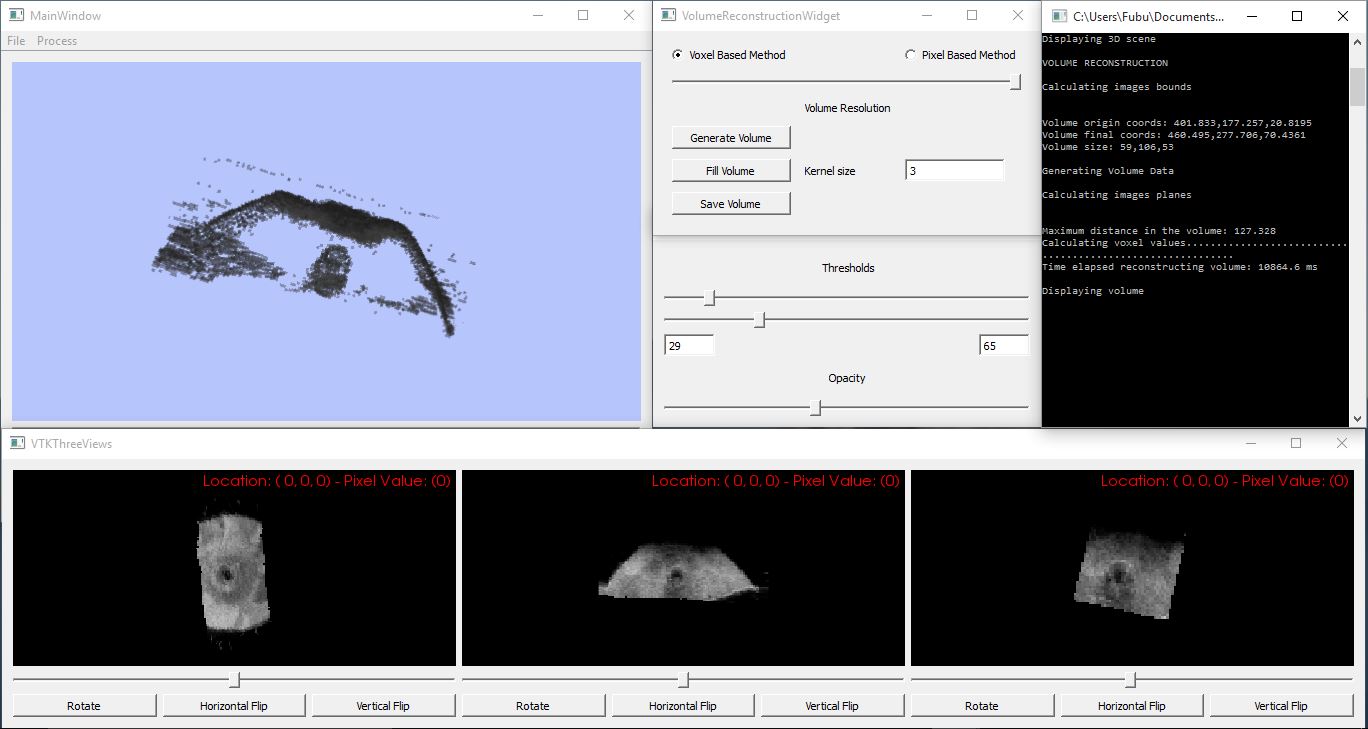 MainWindow
File Process
VolumeReconstructionWidget
Voxel Based Method
Pixel Based Method
Volume Resolution
Generate Volume
Fill Volume
Kernel size
3
Save Volume
Thresholds
29
65
Opacity
C:\Users\Fubu\Documents...
Displaying 3D scene
VOLUME RECONSTRUCTION
Calculating images bounds
Volume origin coords: 401.833,177.257,20.8195
Volume final coords: 460.495,277.706,70.4361
Volume size: 59,106,53
Generating Volume Data
Calculating images planes
Maximum distance in the volume: 127.328
Calculating voxel values...........................
................................
Time elapsed reconstructing volume: 10864.6 ms
Displaying volume
VTKThreeViews
Location: ( 0, 0, 0) - Pixel Value: (0)
Location: ( 0, 0, 0) - Pixel Value: (0)
Location: ( 0, 0, 0) - Pixel Value: (0)
Rotate
Horizontal Flip
Vertical Flip
Rotate
Horizontal Flip
Vertical Flip
Rotate
Horizontal Flip
Vertical Flip